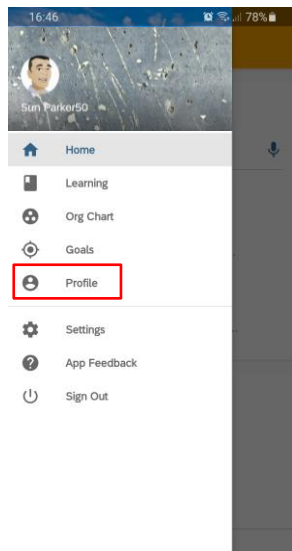 16:46 78%
Sun Parker50
Home
Learning
Org Chart
Goals
Profile
Settings
App Feedback
Sign Out